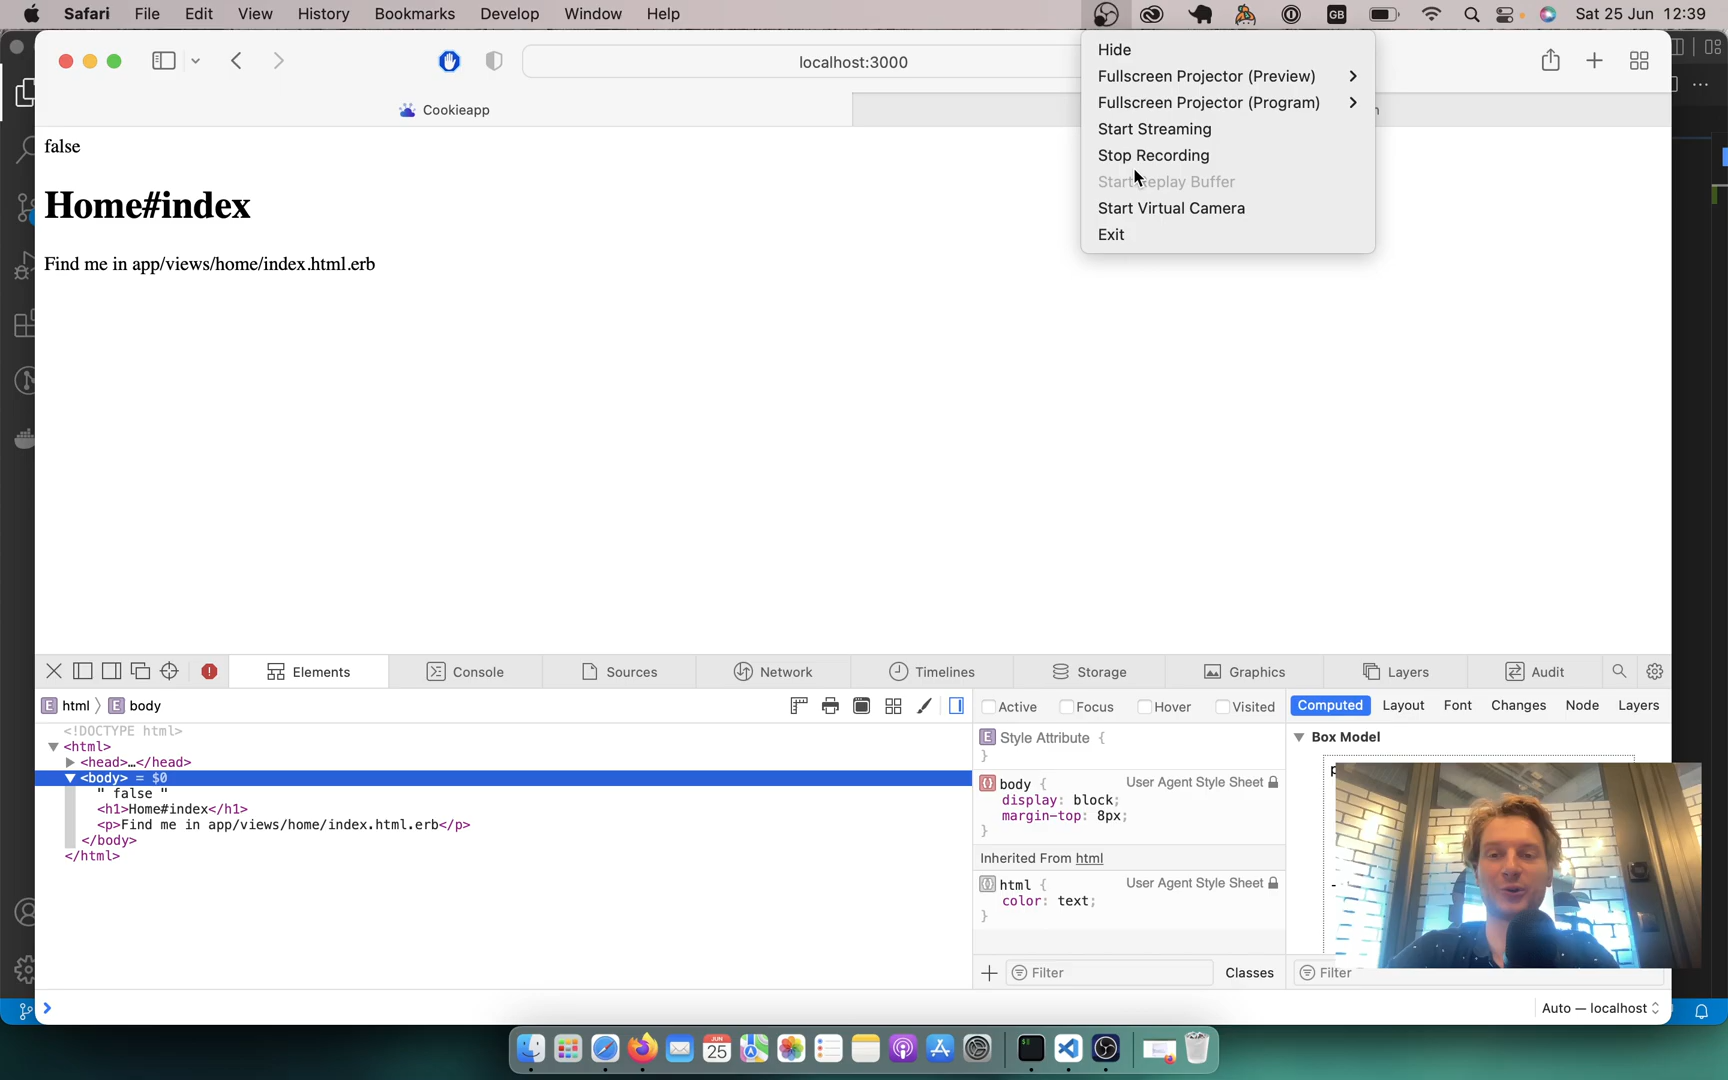 Safari File Edit View History Bookmarks Develop Window Help GB Sat 25 Jun 12:39
localhost:3000
Cookieapp
Hide
Fullscreen Projector (Preview)
Fullscreen Projector (Program)
Start Streaming
Stop Recording
Start Replay Buffer
Start Virtual Camera
Exit
false
Home#index
Find me in app/views/home/index.html.erb
Elements Console Sources Network Timelines Storage Graphics Layers Audit
E html E body
<!DOCTYPE html>
<html>
<head>…</head>
<body> = $0
" false "
<h1>Home#index</h1>
<p>Find me in app/views/home/index.html.erb</p>
</body>
</html>
Active Focus Hover Visited
E Style Attribute {
}
body { User Agent Style Sheet
display: block;
margin-top: 8px;
}
Inherited From html
html { User Agent Style Sheet
color: text;
}
Filter Classes
Computed Layout Font Changes Node Layers
Box Model
Filter
Auto — localhost
JUN
25